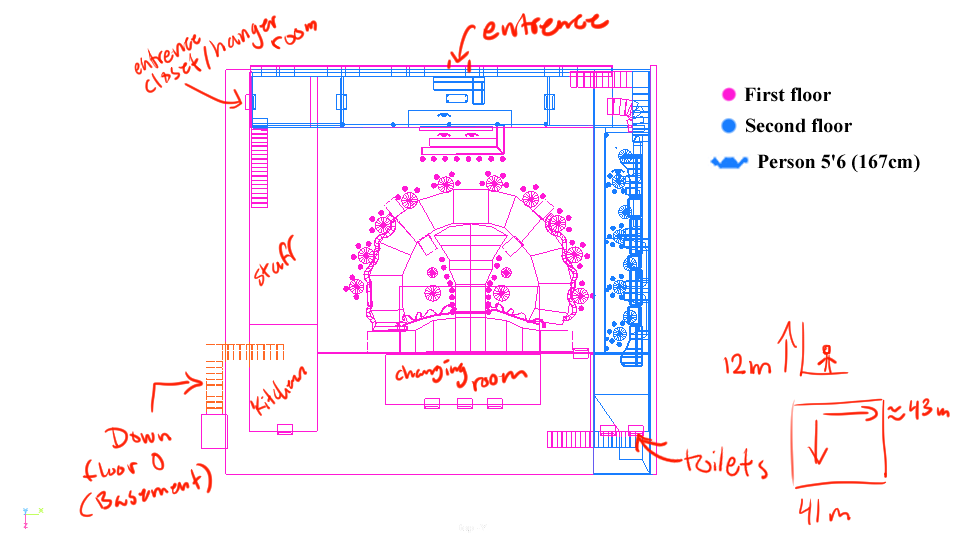 entrence
entrence
closet/hanger
room
First floor
Second floor
Person 5'6 (167cm)
staff
Kitchen
changing
room
Down
floor 0
(Basement)
toilets
12m
≈43m
41m
Y
X
Z